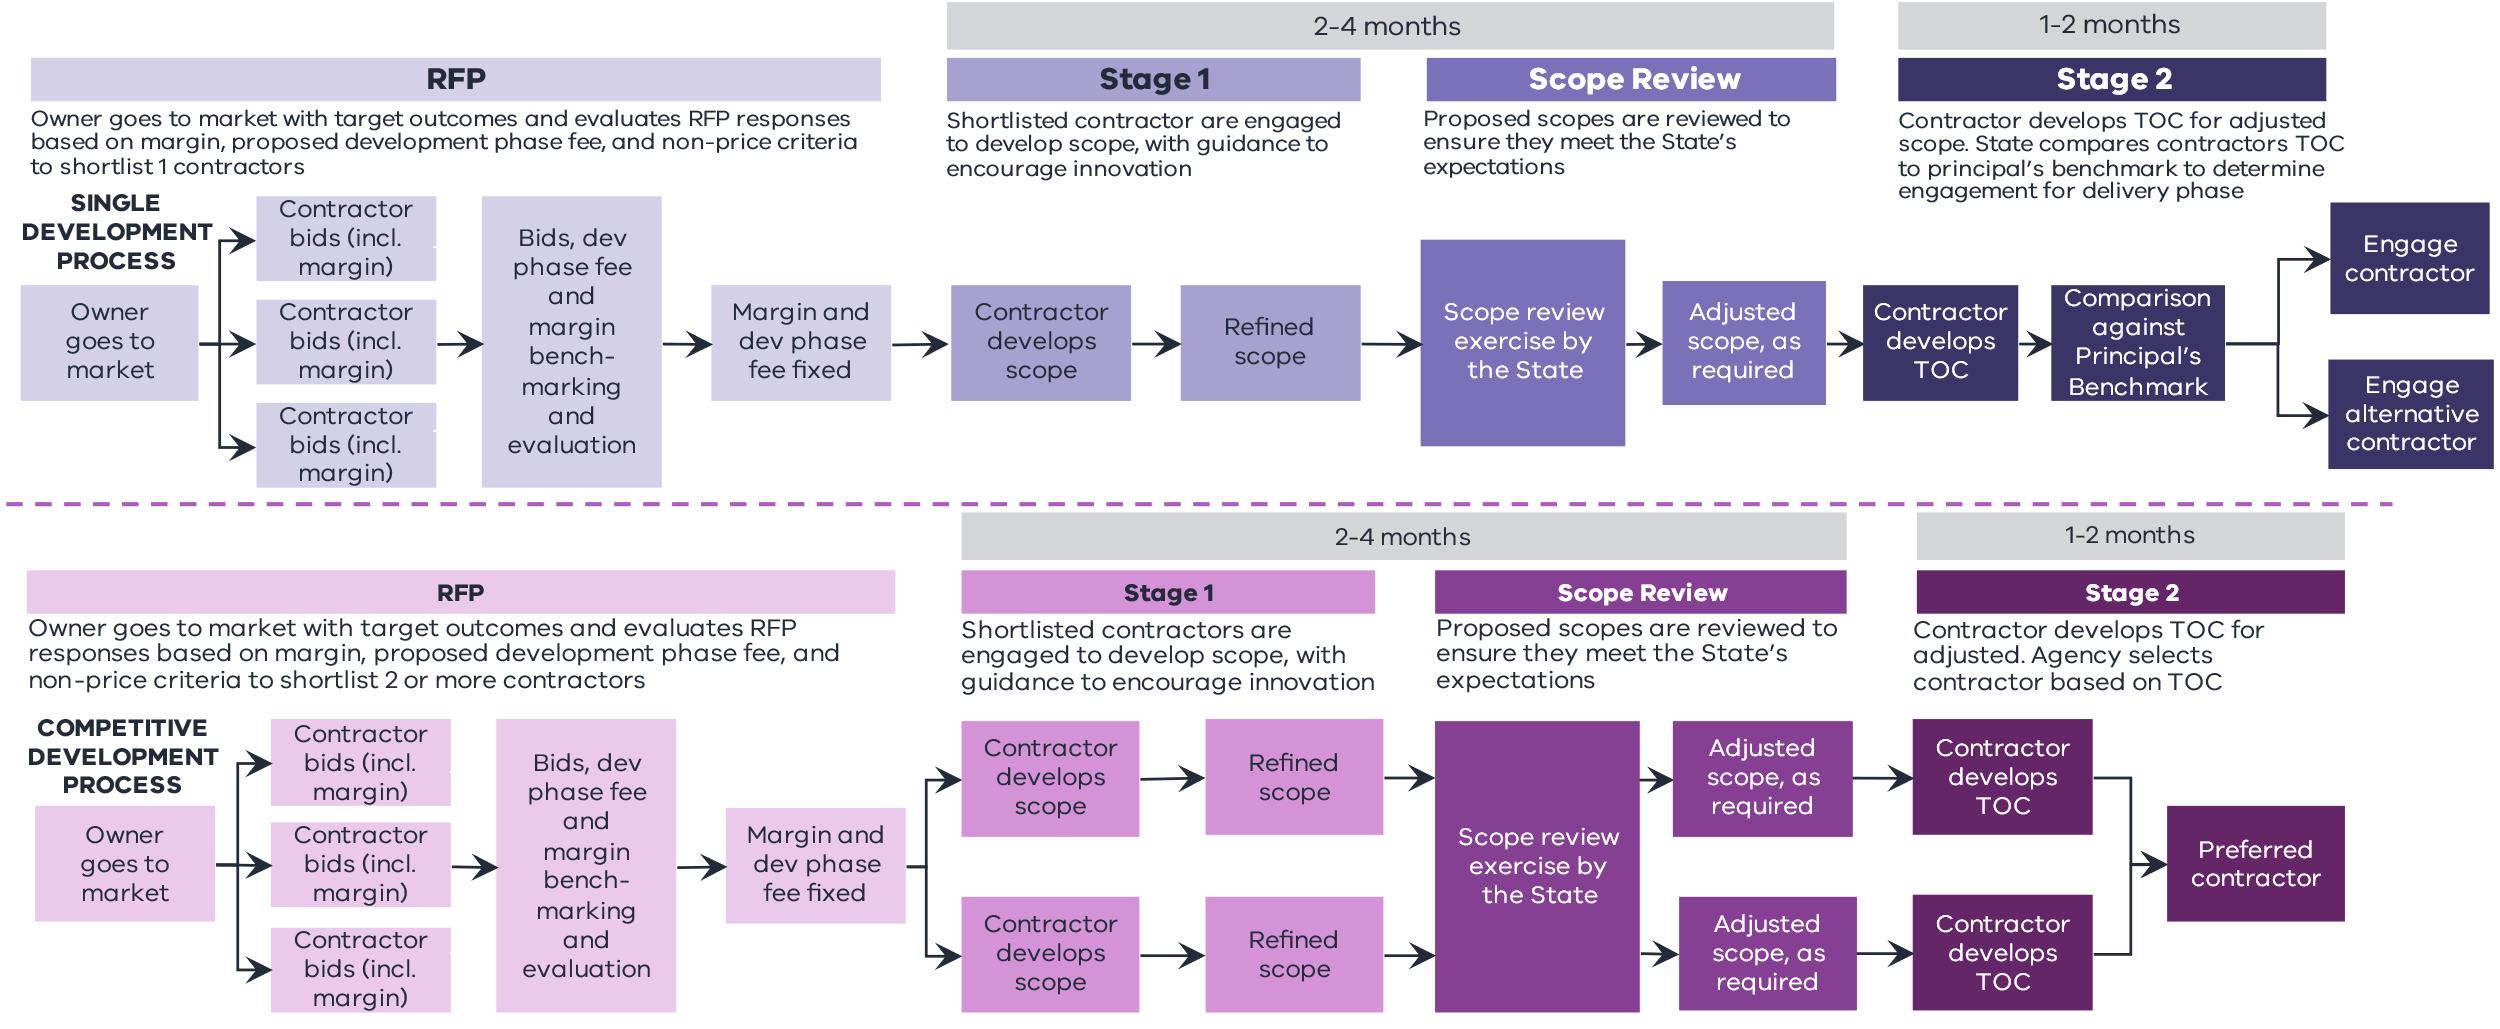 2-4 months
1-2 months
RFP
Stage 1
Scope Review
Stage 2
Owner goes to market with target outcomes and evaluates RFP responses
based on margin, proposed development phase fee, and non-price criteria
to shortlist 1 contractors
Shortlisted contractor are engaged
to develop scope, with guidance to
encourage innovation
Proposed scopes are reviewed to
ensure they meet the State's
expectations
Contractor develops TOC for adjusted
scope. State compares contractors TOC
to principal's benchmark to determine
engagement for delivery phase
SINGLE
DEVELOPMENT
PROCESS
Owner
goes to
market
Contractor
bids (incl.
margin)
Contractor
bids (incl.
margin)
Contractor
bids (incl.
margin)
Bids, dev
phase fee
and
margin
bench-
marking
and
evaluation
Margin and
dev phase
fee fixed
Contractor
develops
scope
Refined
scope
Scope review
exercise by
the State
Adjusted
scope, as
required
Contractor
develops
TOC
Comparison
against
Principal's
Benchmark
Engage
contractor
Engage
alternative
contractor
2-4 months
1-2 months
RFP
Stage 1
Scope Review
Stage 2
Owner goes to market with target outcomes and evaluates RFP
responses based on margin, proposed development phase fee, and
non-price criteria to shortlist 2 or more contractors
Shortlisted contractors are
engaged to develop scope, with
guidance to encourage innovation
Proposed scopes are reviewed to
ensure they meet the State's
expectations
Contractor develops TOC for
adjusted. Agency selects
contractor based on TOC
COMPETITIVE
DEVELOPMENT
PROCESS
Owner
goes to
market
Contractor
bids (incl.
margin)
Contractor
bids (incl.
margin)
Contractor
bids (incl.
margin)
Bids, dev
phase fee
and
margin
bench-
marking
and
evaluation
Margin and
dev phase
fee fixed
Contractor
develops
scope
Refined
scope
Contractor
develops
scope
Refined
scope
Scope review
exercise by
the State
Adjusted
scope, as
required
Contractor
develops
TOC
Adjusted
scope, as
required
Contractor
develops
TOC
Preferred
contractor